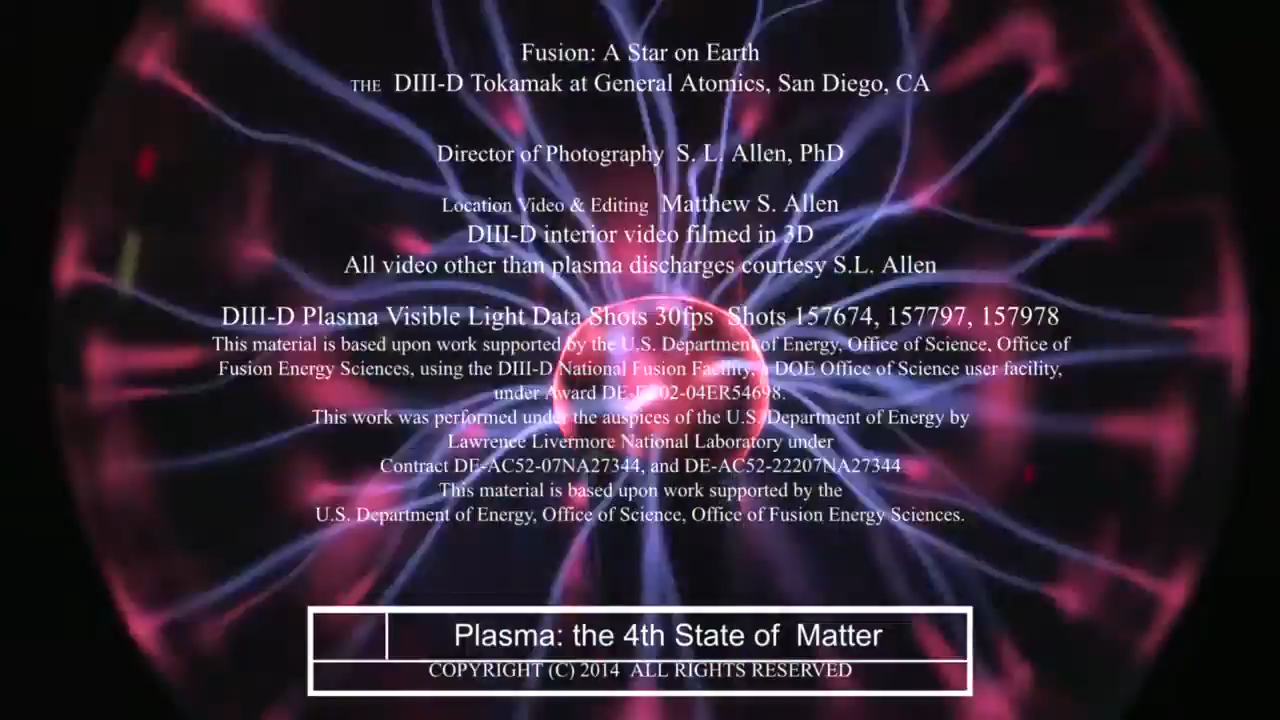 Fusion: A Star on Earth
THE DIII-D Tokamak at General Atomics, San Diego, CA
Director of Photography S. L. Allen, PhD
Location Video & Editing Matthew S. Allen
DIII-D interior video filmed in 3D
All video other than plasma discharges courtesy S.L. Allen
DIII-D Plasma Visible Light Data Shots 30fps Shots 157674, 157797, 157978
This material is based upon work supported by the U.S. Department of Energy, Office of Science, Office of
Fusion Energy Sciences, using the DIII-D National Fusion Facility, a DOE Office of Science user facility,
under Award DE-FC02-04ER54698.
This work was performed under the auspices of the U.S. Department of Energy by
Lawrence Livermore National Laboratory under
Contract DE-AC52-07NA27344, and DE-AC52-22207NA27344
This material is based upon work supported by the
U.S. Department of Energy, Office of Science, Office of Fusion Energy Sciences.
Plasma: the 4th State of Matter
COPYRIGHT (C) 2014 ALL RIGHTS RESERVED